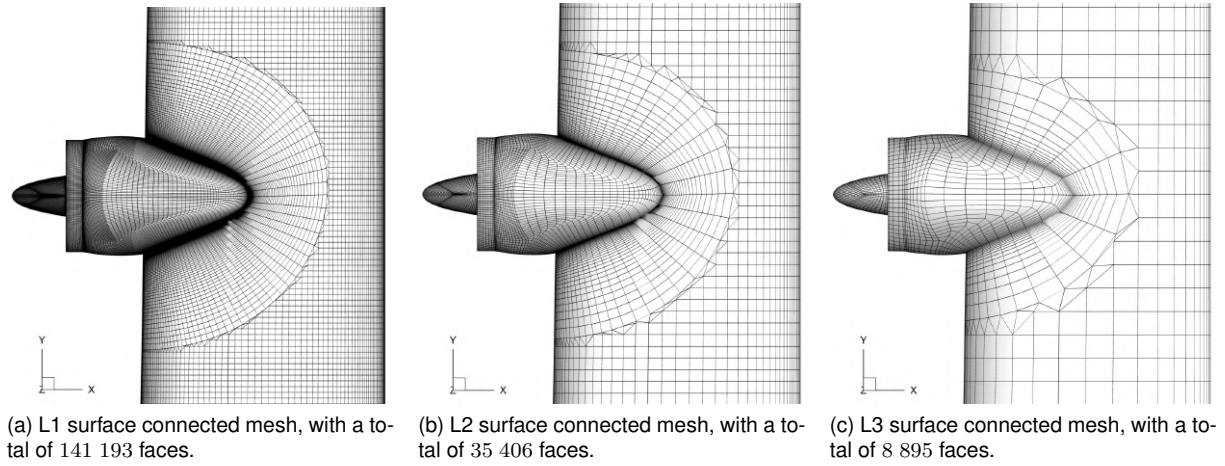 Y
Z X
Y
Z X
Y
Z X
(a) L1 surface connected mesh, with a to-
tal of 141 193 faces.
(b) L2 surface connected mesh, with a to-
tal of 35 406 faces.
(c) L3 surface connected mesh, with a to-
tal of 8 895 faces.